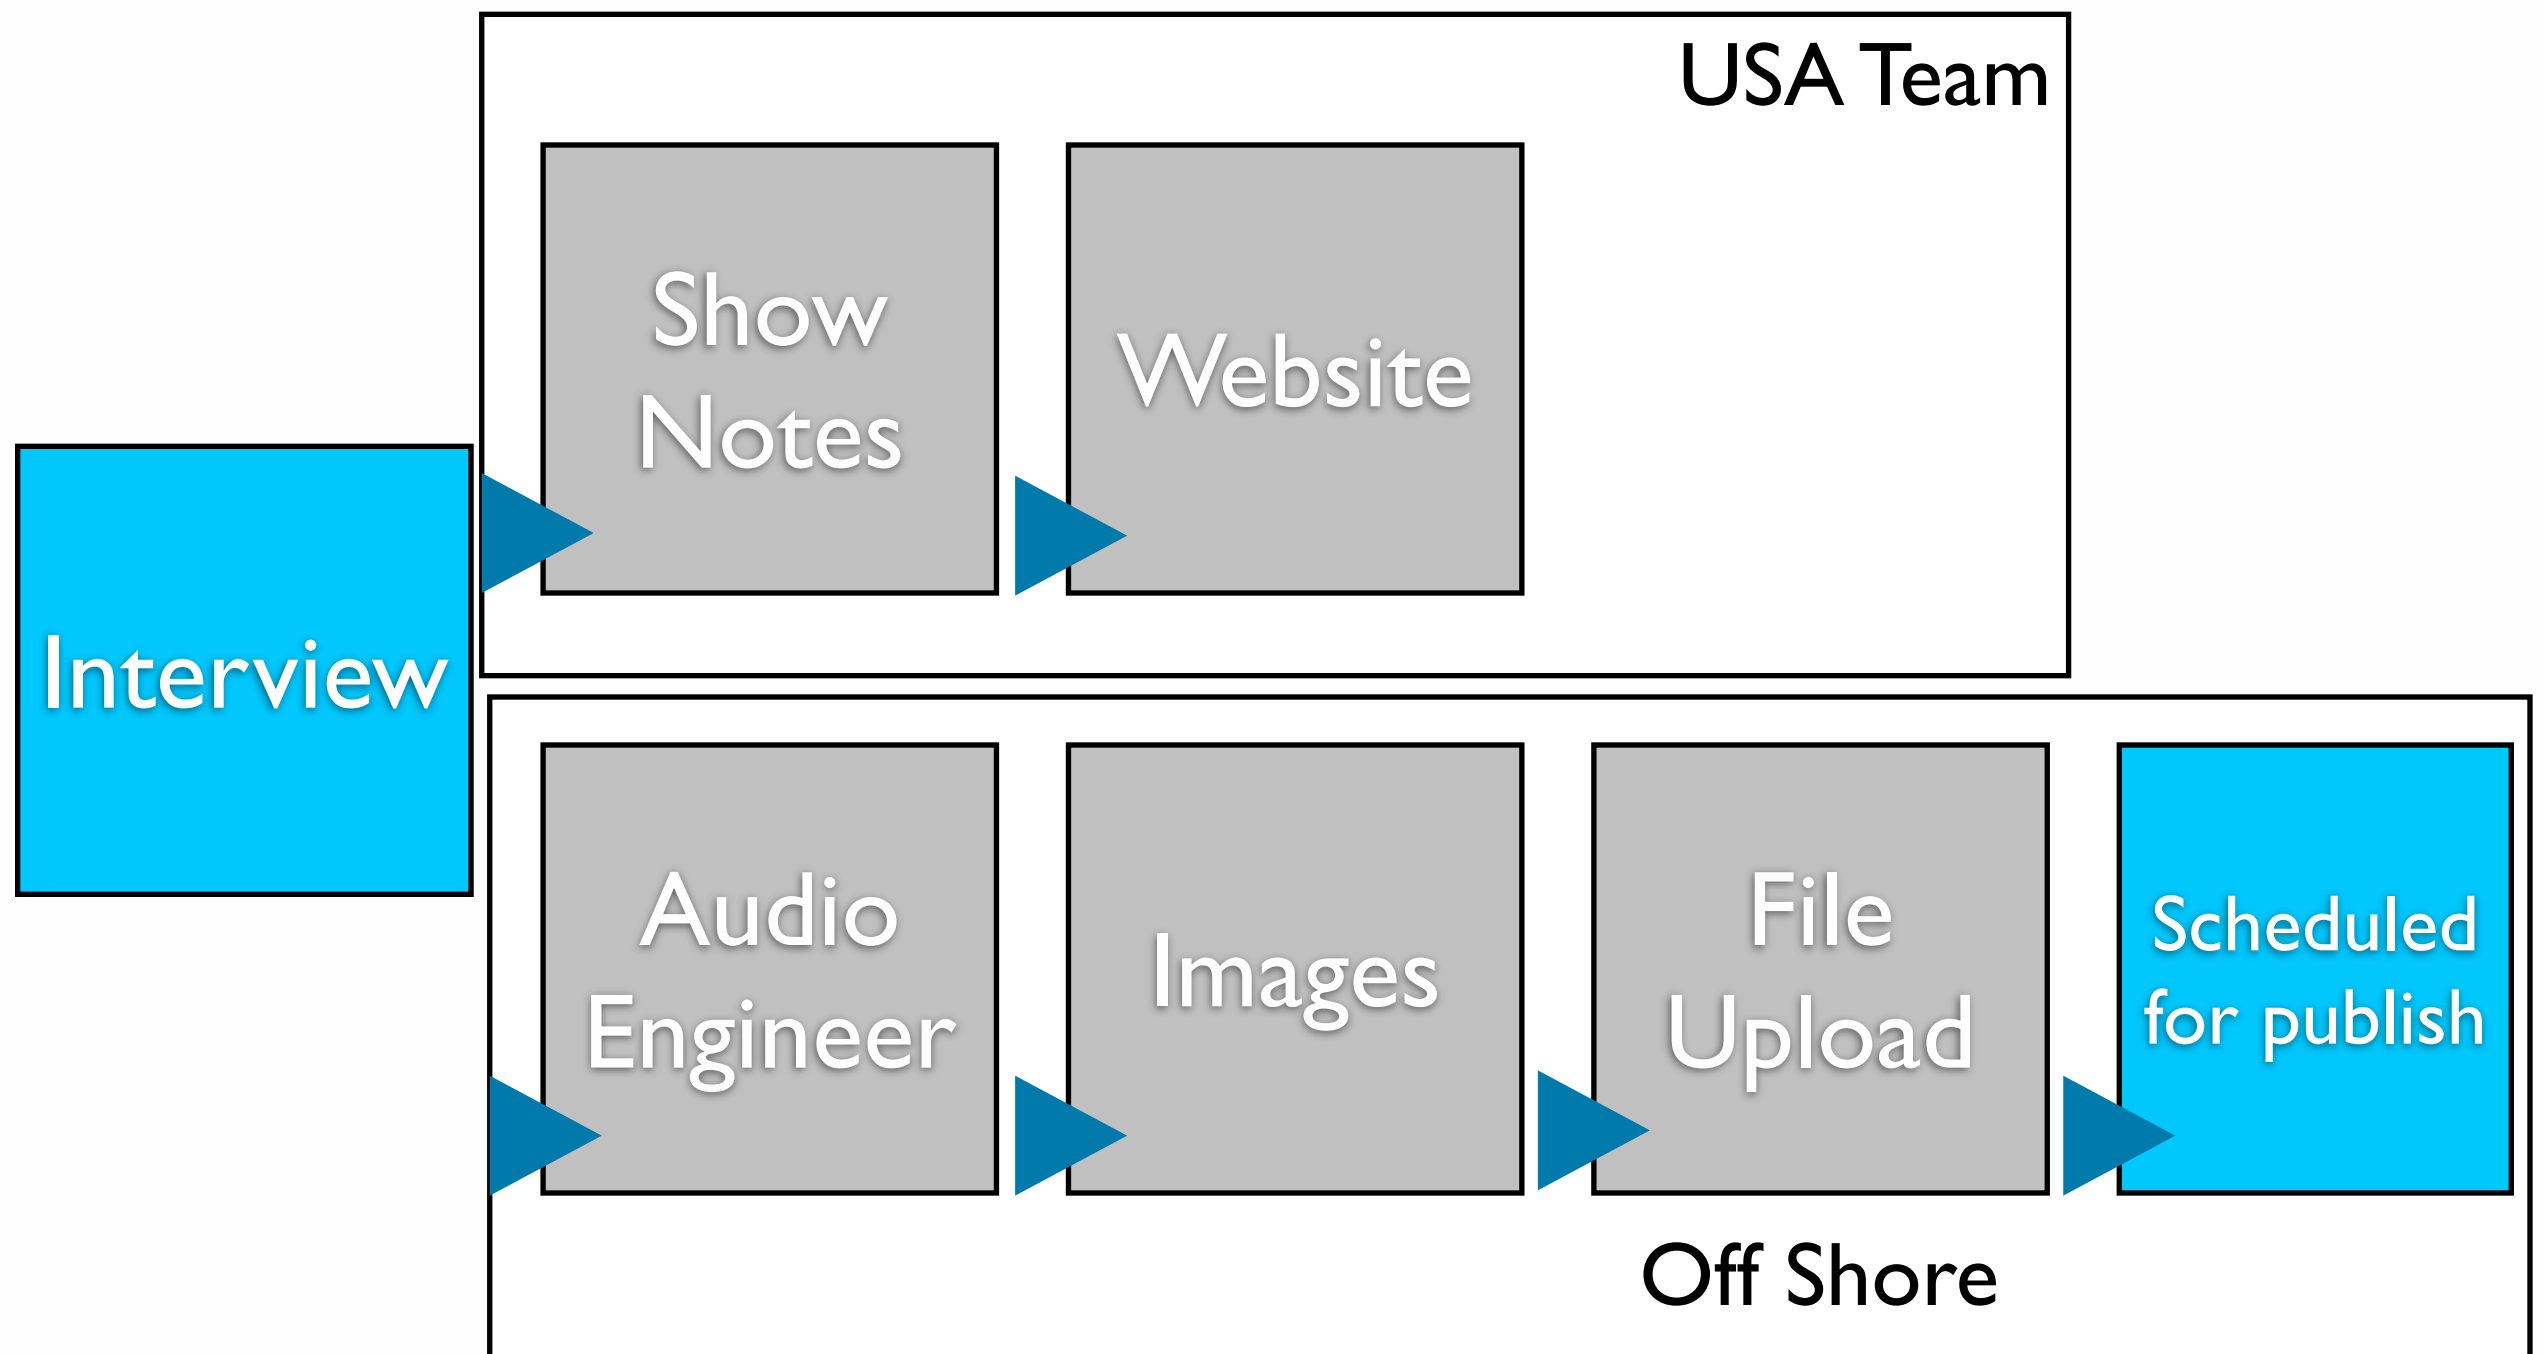 USA Team
Show
Notes
Website
Interview
Audio
Engineer
Images
File
Upload
Scheduled
for publish
Off Shore